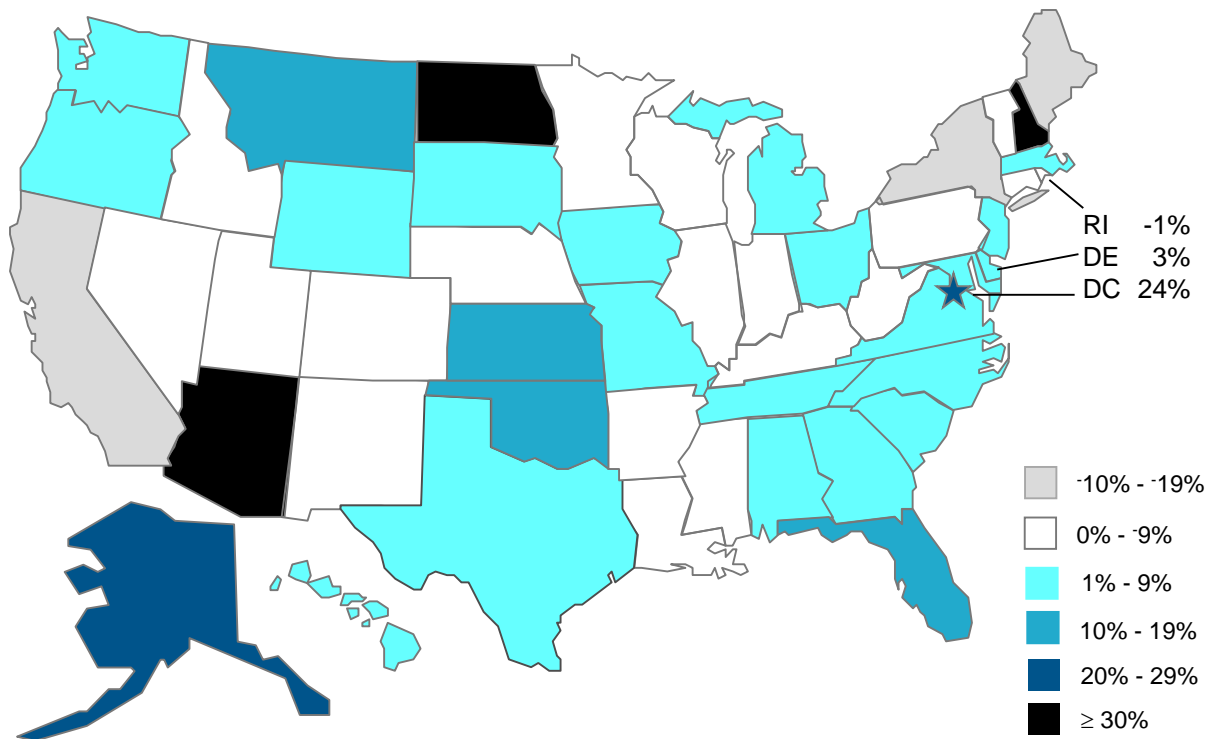 RI -1%
DE 3%
DC 24%
-10% - -19%
0% - -9%
1% - 9%
10% - 19%
20% - 29%
≥ 30%